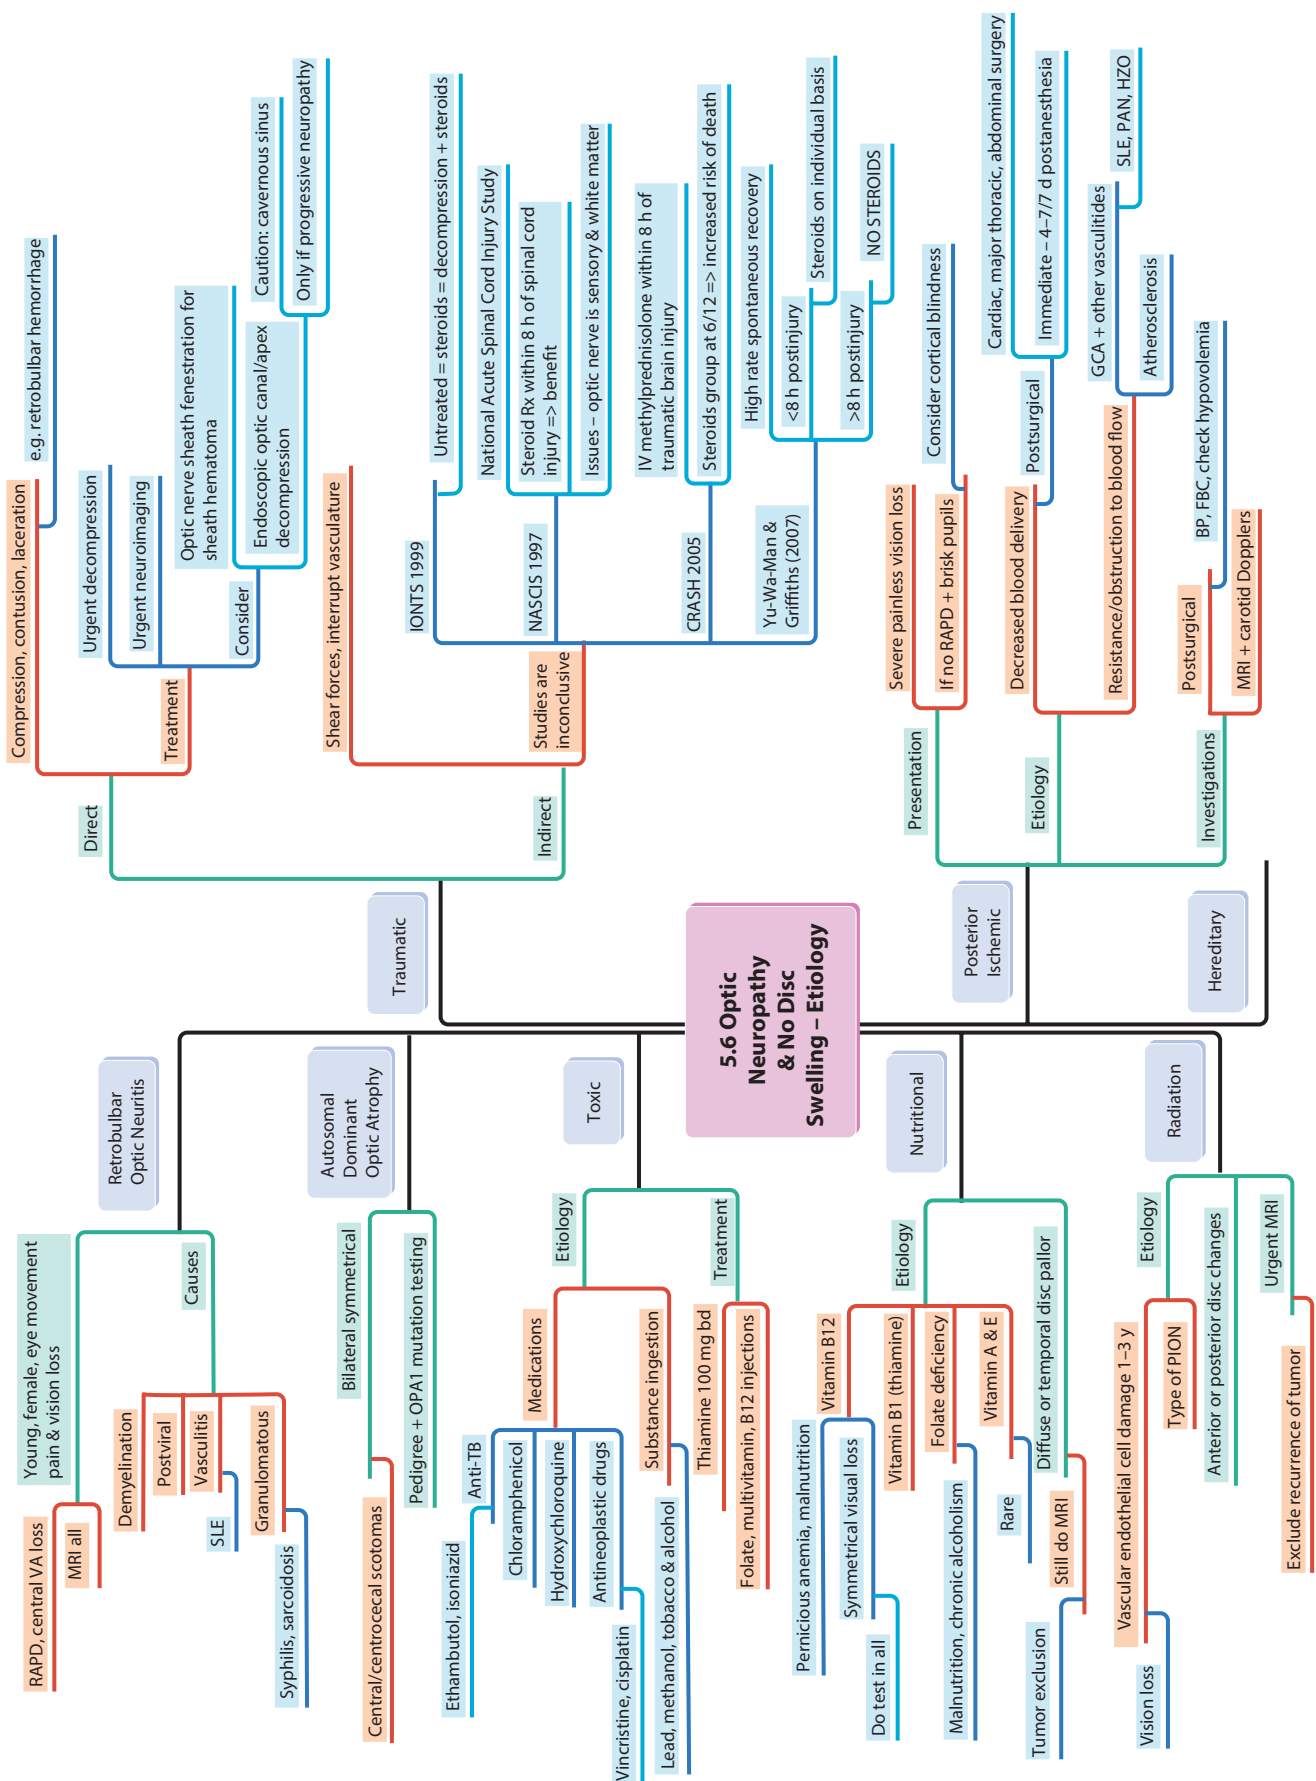 5.6 Optic
Neuropathy
& No Disc
Swelling – Etiology
Retrobulbar
Optic Neuritis
Young, female, eye movement
pain & vision loss
RAPD, central VA loss
MRI all
Causes
Demyelination
Postviral
Vasculitis
SLE
Granulomatous
Syphilis, sarcoidosis
Autosomal
Dominant
Optic Atrophy
Bilateral symmetrical
Central/centrocecal scotomas
Pedigree + OPA1 mutation testing
Toxic
Etiology
Medications
Anti-TB
Ethambutol, isoniazid
Chloramphenicol
Hydroxychloroquine
Antineoplastic drugs
Vincristine, cisplatin
Substance ingestion
Lead, methanol, tobacco & alcohol
Treatment
Thiamine 100 mg bd
Folate, multivitamin, B12 injections
Nutritional
Etiology
Vitamin B12
Pernicious anemia, malnutrition
Symmetrical visual loss
Do test in all
Vitamin B1 (thiamine)
Folate deficiency
Malnutrition, chronic alcoholism
Vitamin A & E
Rare
Diffuse or temporal disc pallor
Still do MRI
Tumor exclusion
Radiation
Etiology
Vascular endothelial cell damage 1–3 y
Vision loss
Type of PION
Anterior or posterior disc changes
Urgent MRI
Exclude recurrence of tumor
Traumatic
Direct
Compression, contusion, laceration
e.g. retrobulbar hemorrhage
Treatment
Urgent decompression
Urgent neuroimaging
Consider
Optic nerve sheath fenestration for
sheath hematoma
Endoscopic optic canal/apex
decompression
Caution: cavernous sinus
Only if progressive neuropathy
Indirect
Shear forces, interrupt vasculature
Studies are
inconclusive
IONTS 1999
Untreated = steroids = decompression + steroids
NASCIS 1997
National Acute Spinal Cord Injury Study
Steroid Rx within 8 h of spinal cord
injury => benefit
Issues – optic nerve is sensory & white matter
CRASH 2005
IV methylprednisolone within 8 h of
traumatic brain injury
Steroids group at 6/12 => increased risk of death
Yu-Wa-Man &
Griffiths (2007)
High rate spontaneous recovery
<8 h postinjury
Steroids on individual basis
>8 h postinjury
NO STEROIDS
Posterior
Ischemic
Presentation
Severe painless vision loss
If no RAPD + brisk pupils
Consider cortical blindness
Etiology
Decreased blood delivery
Postsurgical
Cardiac, major thoracic, abdominal surgery
Immediate – 4–7/7 d postanesthesia
Resistance/obstruction to blood flow
GCA + other vasculitides
SLE, PAN, HZO
Atherosclerosis
Investigations
Postsurgical
BP, FBC, check hypovolemia
MRI + carotid Dopplers
Hereditary